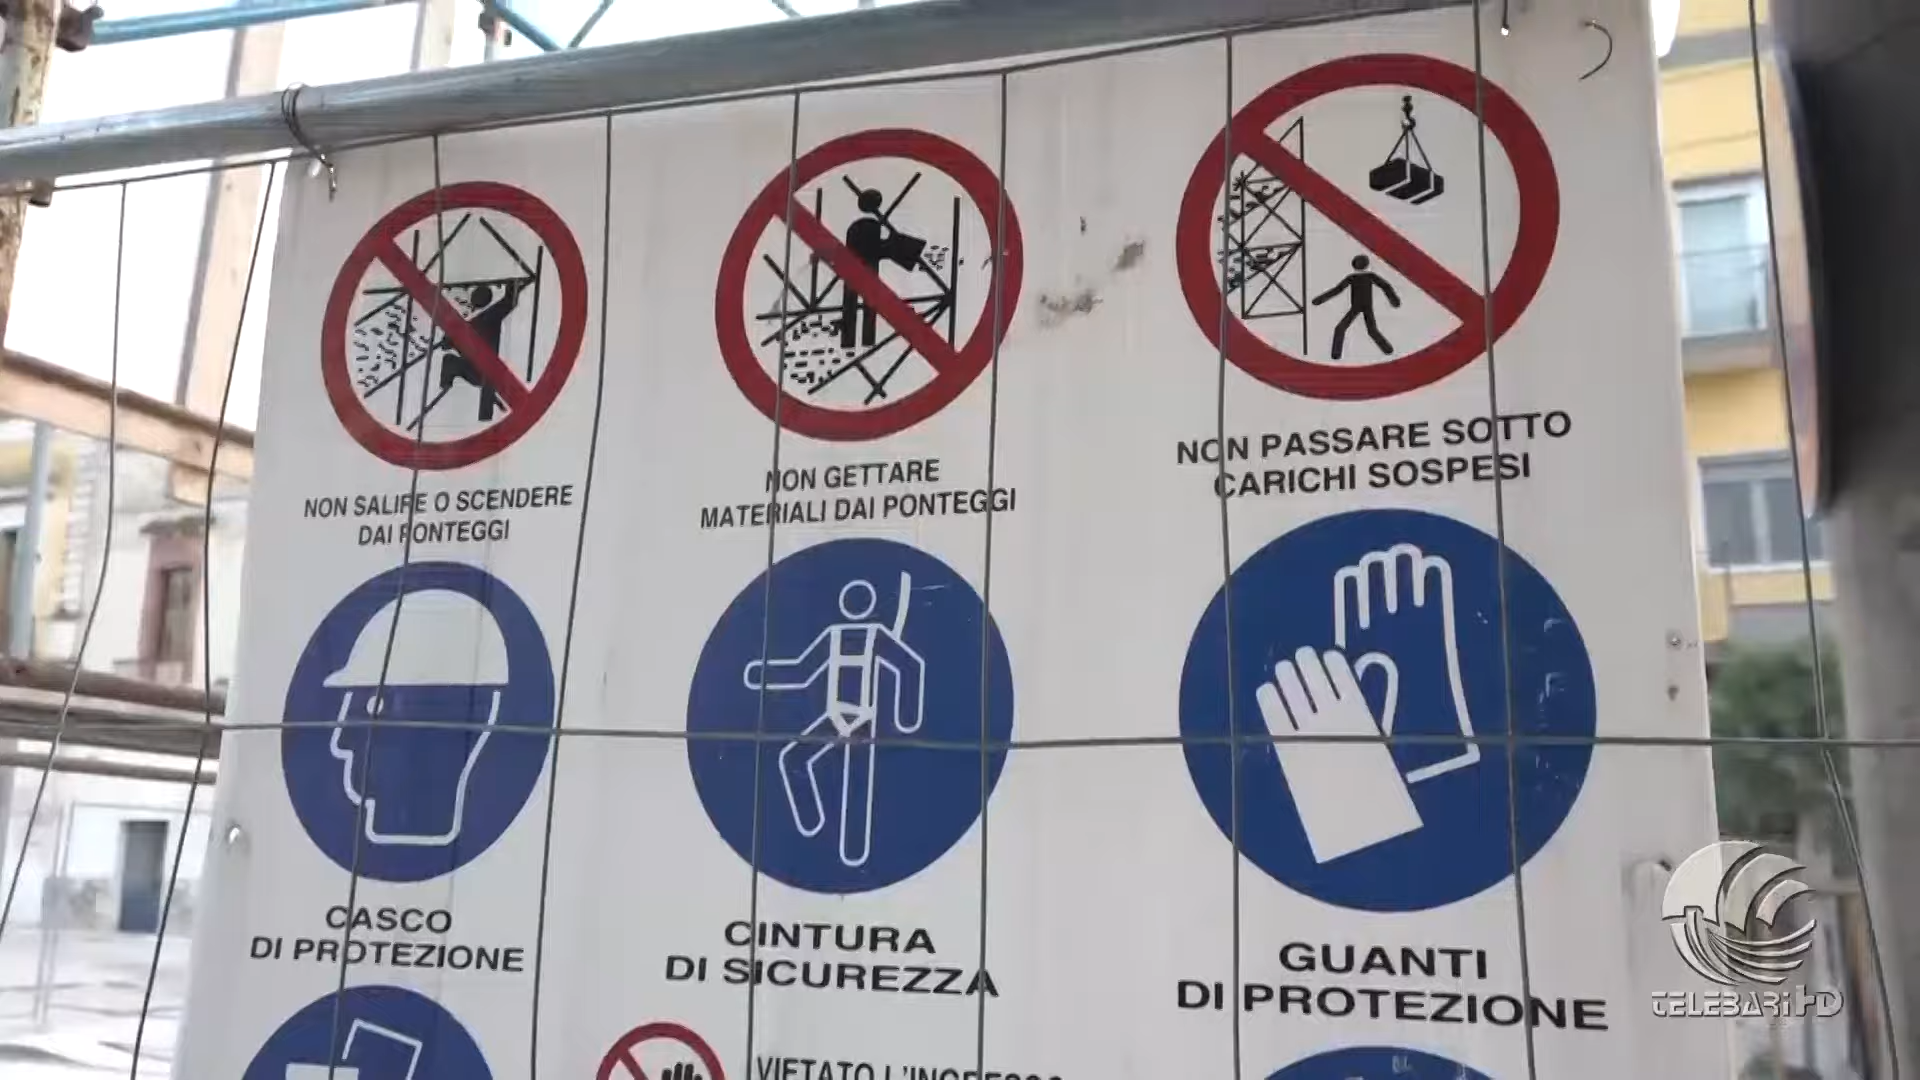 NON SALIRE O SCENDERE
DAI PONTEGGI
NON GETTARE
MATERIALI DAI PONTEGGI
NON PASSARE SOTTO
CARICHI SOSPESI
CASCO
DI PROTEZIONE
CINTURA
DI SICUREZZA
GUANTI
DI PROTEZIONE
VIETATO L'INGRESSO
TELEBARI HD